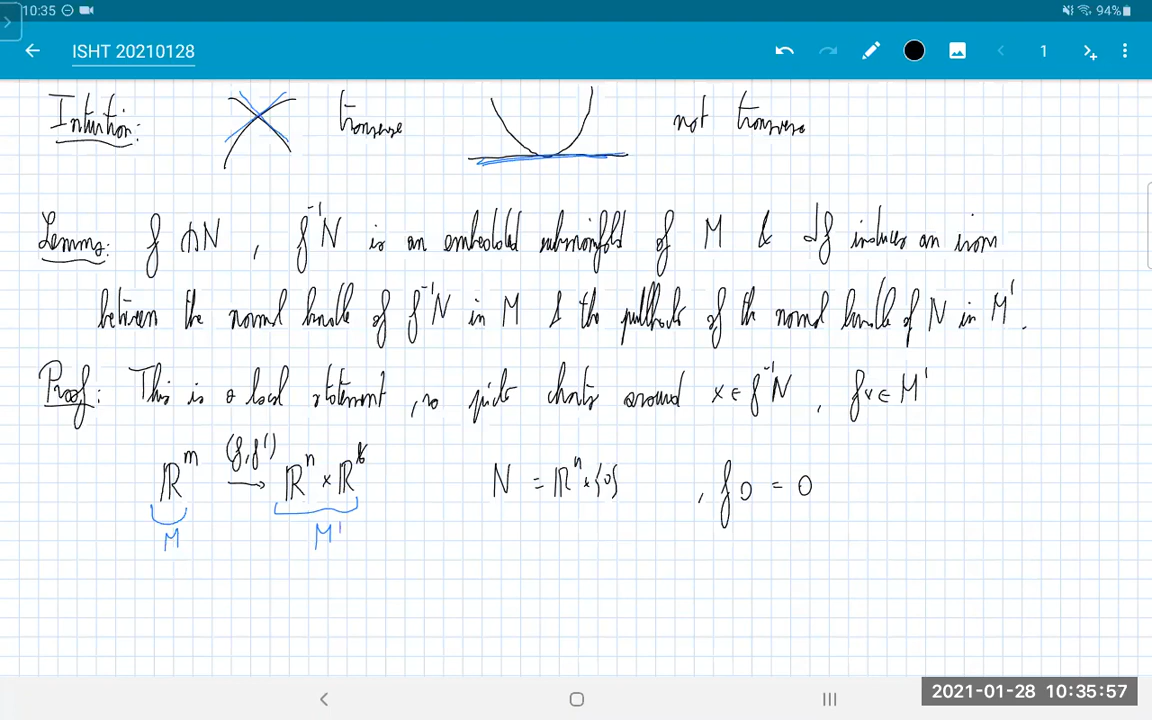 10:35 94%
ISHT 20210128 1
Intuition: transverse not transverse
Lemma: f ⋔ N , f⁻¹N is an embedded submanifold of M & df induces an isom
between the normal bundle of f⁻¹N in M & the pullback of the normal bundle of N in M'.
Proof: This is a local statement, so pick charts around x ∈ f⁻¹N , fx ∈ M'
ℝᵐ (f,f') → ℝⁿ × ℝᵏ N = ℝⁿ × {0} , f0 = 0
M M'
2021-01-28 10:35:57